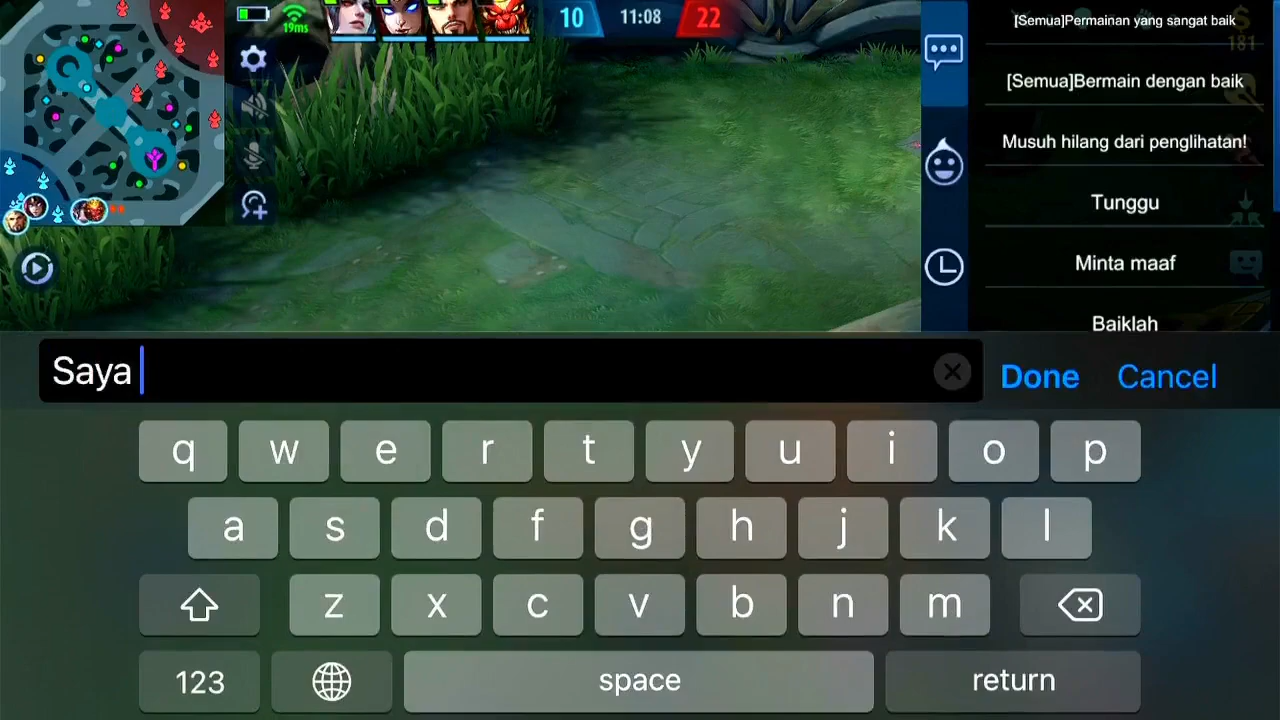 19ms
10 11:08 22
181
[Semua]Permainan yang sangat baik
[Semua]Bermain dengan baik
Musuh hilang dari penglihatan!
Tunggu
Minta maaf
Baiklah
Saya
Done Cancel
q w e r t y u i o p
a s d f g h j k l
z x c v b n m
123 space return